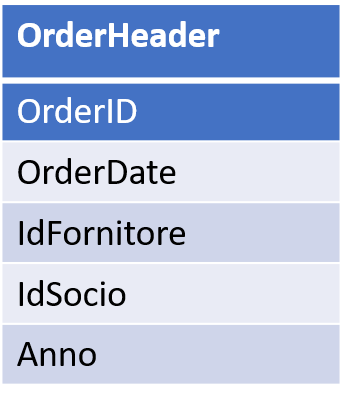 OrderHeader
OrderID
OrderDate
IdFornitore
IdSocio
Anno